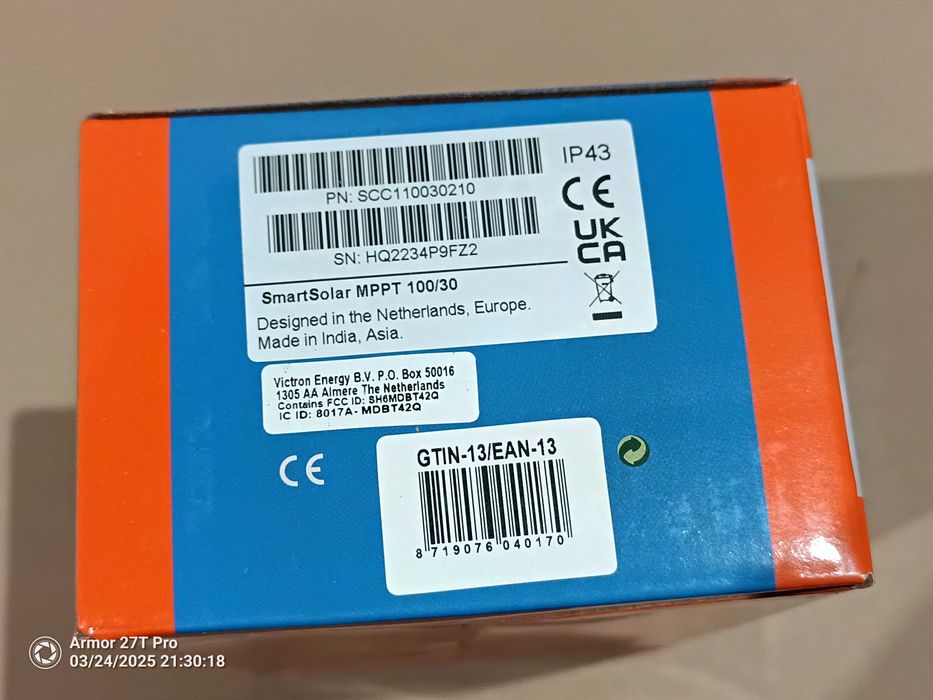 PN: SCC110030210
IP43
CE
SN: HQ2234P9FZ2
UK
CA
SmartSolar MPPT 100/30
Designed in the Netherlands, Europe.
Made in India, Asia.
Victron Energy B.V. P.O. Box 50016
1305 AA Almere The Netherlands
Contains FCC ID: SH6MDBT42Q
IC ID: 8017A- MDBT42Q
CE
GTIN-13/EAN-13
8 719076 040170
Armor 27T Pro
03/24/2025 21:30:18